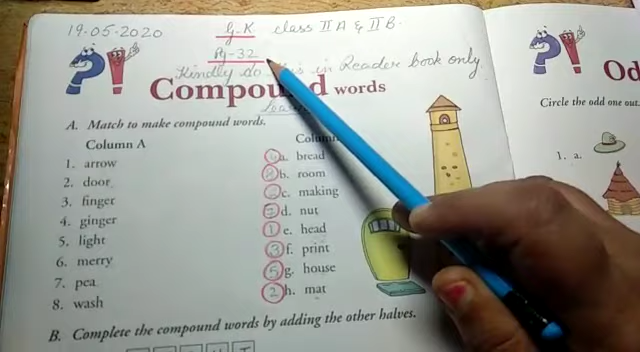 19-05-2020 G.K class II A & II B.
Pg-32
Kindly do this in Reader book only.
Compound words
Od
Circle the odd one out
A. Match to make compound words.
Column A Column
1. arrow a. bread
2. door 8 b. room
3. finger c. making
4. ginger 7 d. nut
5. light 1 e. head
6. merry 3 f. print
7. pea 5 g. house
8. wash 2 h. mat
1. a.
B. Complete the compound words by adding the other halves.